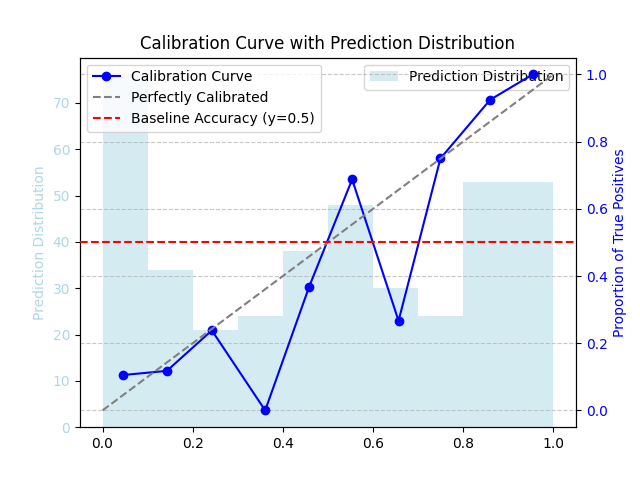 Calibration Curve with Prediction Distribution
Calibration Curve
Perfectly Calibrated
Baseline Accuracy (y=0.5)
Prediction Distribution
Prediction Distribution
70
60
50
40
30
20
10
0
1.0
0.8
0.6
0.4
0.2
0.0
Proportion of True Positives
0.0 0.2 0.4 0.6 0.8 1.0